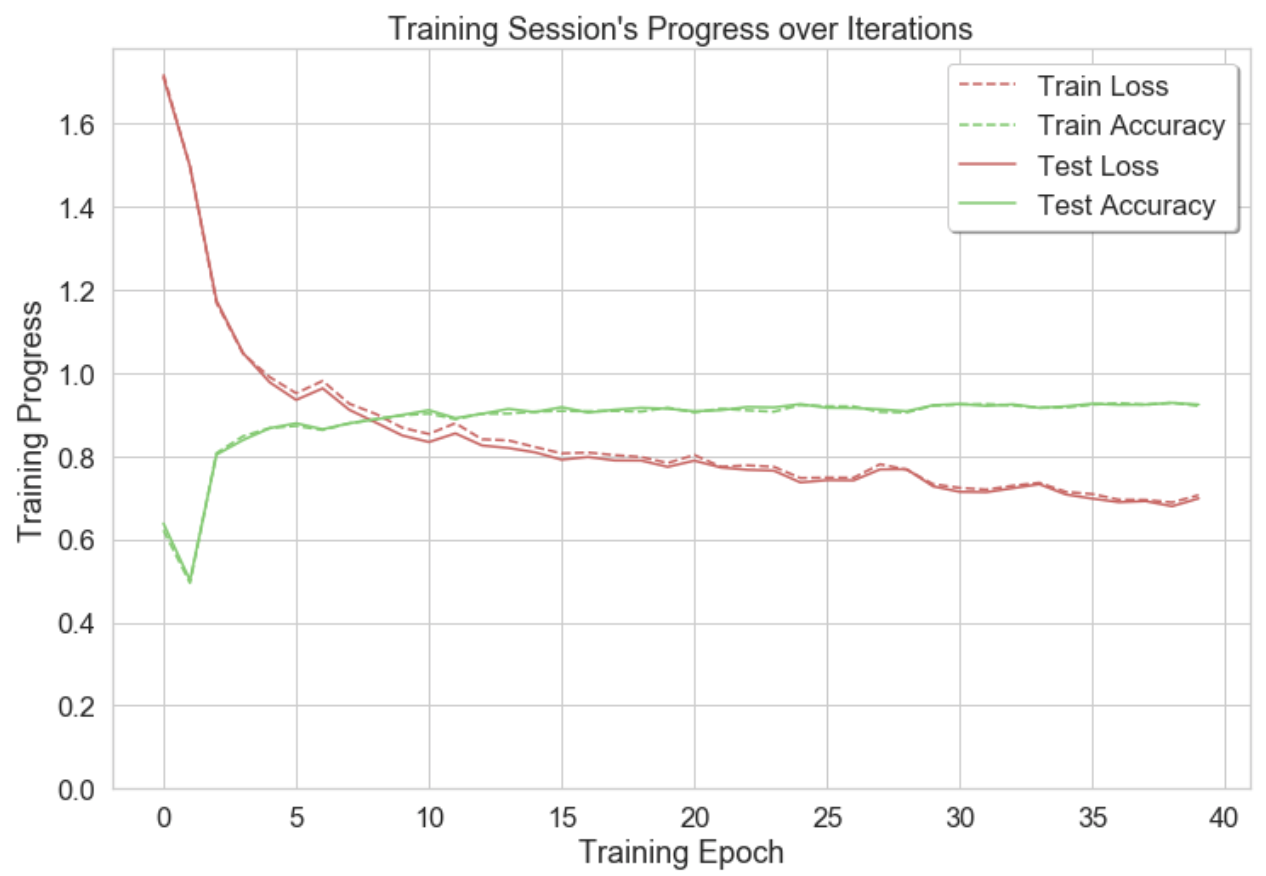 Training Session's Progress over Iterations
Train Loss
Train Accuracy
Test Loss
Test Accuracy
Training Progress
1.6
1.4
1.2
1.0
0.8
0.6
0.4
0.2
0.0
0 5 10 15 20 25 30 35 40
Training Epoch